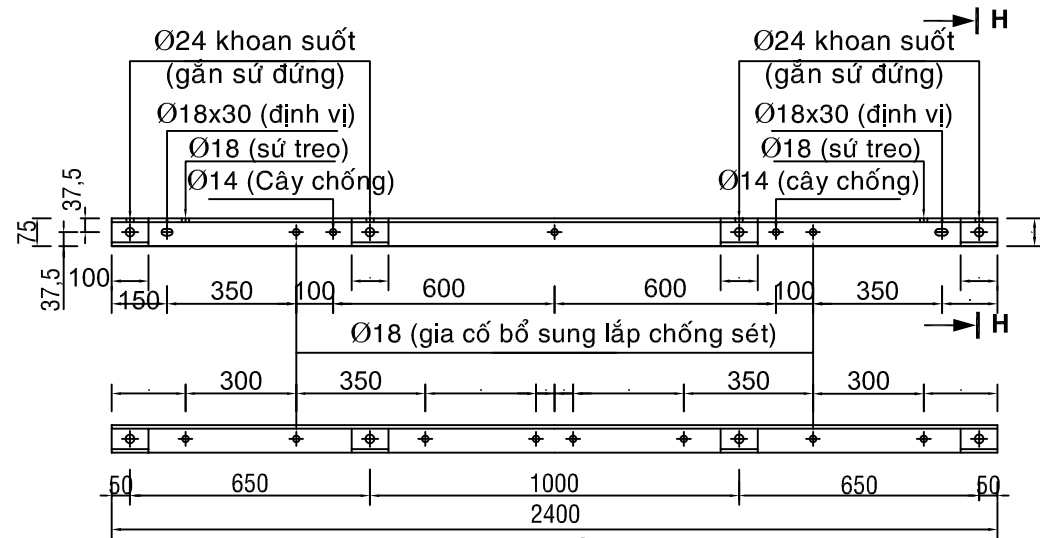 H
Ø24 khoan suốt
(gắn sứ đứng)
Ø24 khoan suốt
(gắn sứ đứng)
Ø18x30 (định vị)
Ø18x30 (định vị)
Ø18 (sứ treo)
Ø18 (sứ treo)
Ø14 (Cây chống)
Ø14 (cây chống)
37,5
75
37,5
100
150
350
100
600
600
100
350
H
Ø18 (gia cố bổ sung lắp chống sét)
300
350
350
300
50
650
1000
650
50
2400